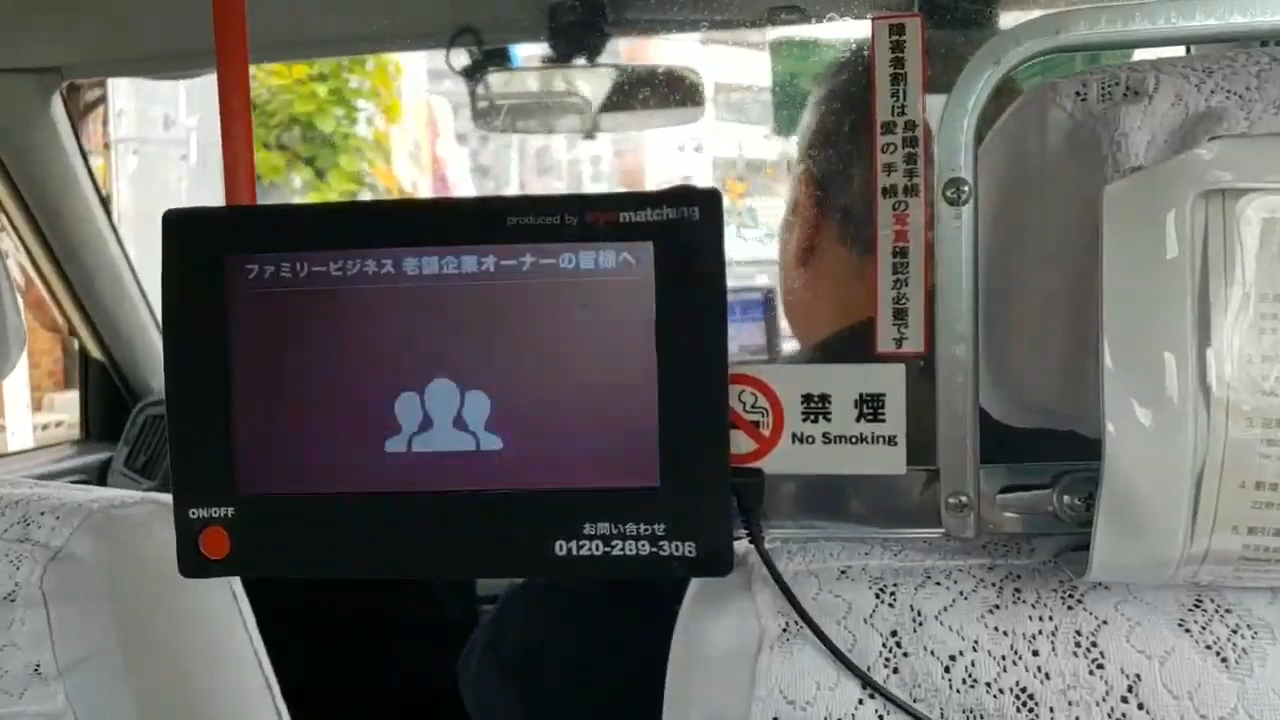 produced by eyematching
ファミリービジネス 老舗企業オーナーの皆様へ
ON/OFF
お問い合わせ
0120-289-308
障害者割引は
身障者手帳
愛の手帳
の写真確認が必要です
禁煙
No Smoking